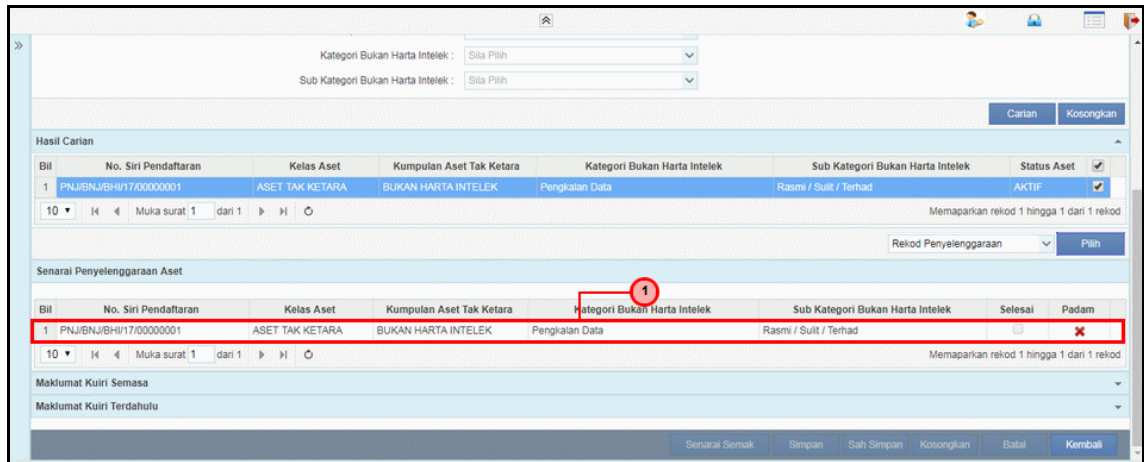 Kategori Bukan Harta Intelek : Sila Pilih
Sub Kategori Bukan Harta Intelek : Sila Pilih
Carian Kosongkan
Hasil Carian
Bil No. Siri Pendaftaran Kelas Aset Kumpulan Aset Tak Ketara Kategori Bukan Harta Intelek Sub Kategori Bukan Harta Intelek Status Aset
1 PNJ/BNJ/BHI/17/00000001 ASET TAK KETARA BUKAN HARTA INTELEK Pengkalan Data Rasmi / Sulit / Terhad AKTIF
10 Muka surat 1 dari 1 Memaparkan rekod 1 hingga 1 dari 1 rekod
Rekod Penyelenggaraan Pilih
Senarai Penyelenggaraan Aset
1
Bil No. Siri Pendaftaran Kelas Aset Kumpulan Aset Tak Ketara Kategori Bukan Harta Intelek Sub Kategori Bukan Harta Intelek Selesai Padam
1 PNJ/BNJ/BHI/17/00000001 ASET TAK KETARA BUKAN HARTA INTELEK Pengkalan Data Rasmi / Sulit / Terhad
10 Muka surat 1 dari 1 Memaparkan rekod 1 hingga 1 dari 1 rekod
Maklumat Kuiri Semasa
Maklumat Kuiri Terdahulu
Senarai Semak Simpan Sah Simpan Kosongkan Batal Kembali